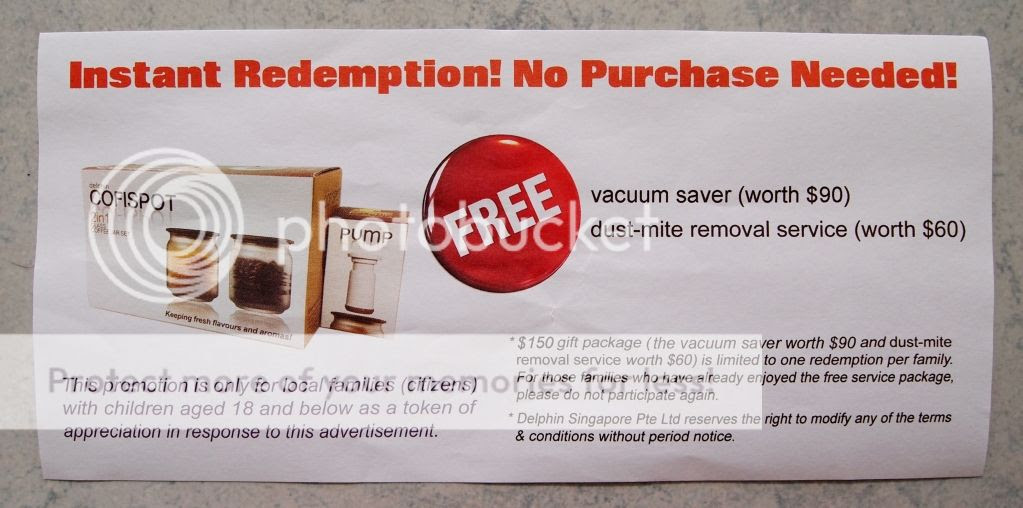 Instant Redemption! No Purchase Needed!
delphin
COFISPOT
2in1
PUMP
Keeping fresh flavours and aromas!
FREE
vacuum saver (worth $90)
dust-mite removal service (worth $60)
This promotion is only for local families (citizens)
with children aged 18 and below as a token of
appreciation in response to this advertisement.
* $150 gift package (the vacuum saver worth $90 and dust-mite
removal service worth $60) is limited to one redemption per family.
For those families who have already enjoyed the free service package,
please do not participate again.
* Delphin Singapore Pte Ltd reserves the right to modify any of the terms
& conditions without period notice.
photobucket
Protect more of your memories for less!